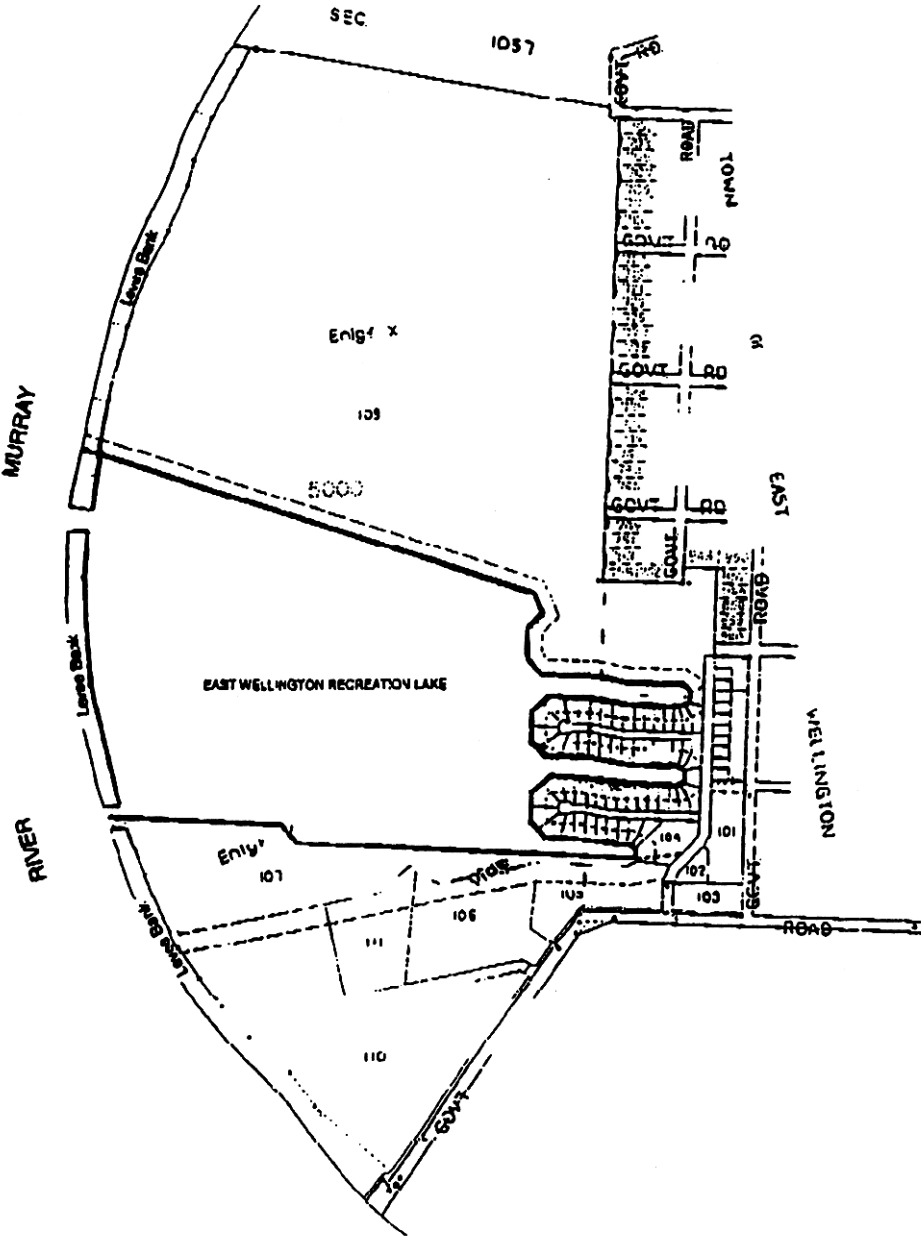 SEC.
1057
GOVT
RD.
ROAD
TOWN
Levee Bank
GOVT RD
MURRAY
109
GOVT RD
5000
EAST
GOVT RD
GOVT
ROAD
Levee Bank
EAST WELLINGTON RECREATION LAKE
WELLINGTON
RIVER
104
101
107
102
105
103
GOVT
106
Levee Bank
111
ROAD
110
GOVT